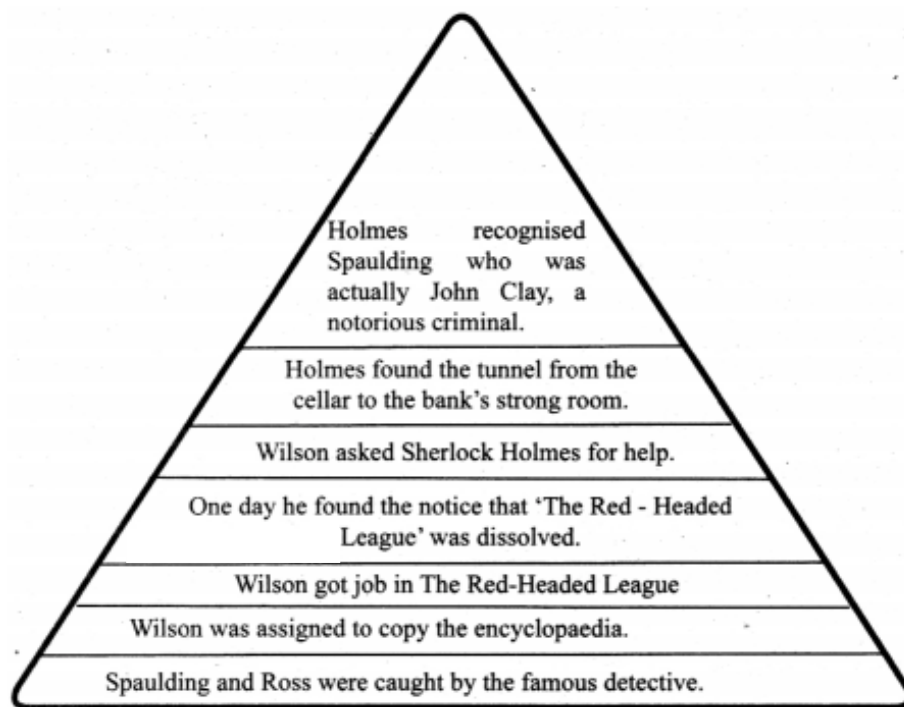 Holmes recognised
Spaulding who was
actually John Clay, a
notorious criminal.
Holmes found the tunnel from the
cellar to the bank's strong room.
Wilson asked Sherlock Holmes for help.
One day he found the notice that 'The Red - Headed
League' was dissolved.
Wilson got job in The Red-Headed League
Wilson was assigned to copy the encyclopaedia.
Spaulding and Ross were caught by the famous detective.